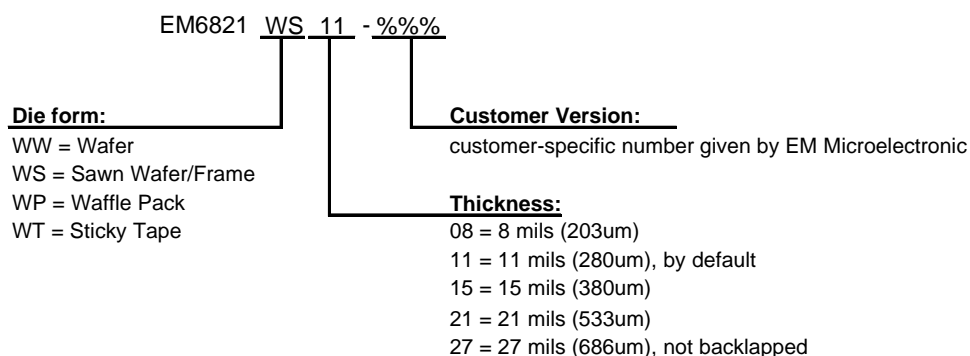 EM6821 WS 11 - %%%
Die form:
WW = Wafer
WS = Sawn Wafer/Frame
WP = Waffle Pack
WT = Sticky Tape
Customer Version:
customer-specific number given by EM Microelectronic
Thickness:
08 = 8 mils (203um)
11 = 11 mils (280um), by default
15 = 15 mils (380um)
21 = 21 mils (533um)
27 = 27 mils (686um), not backlapped